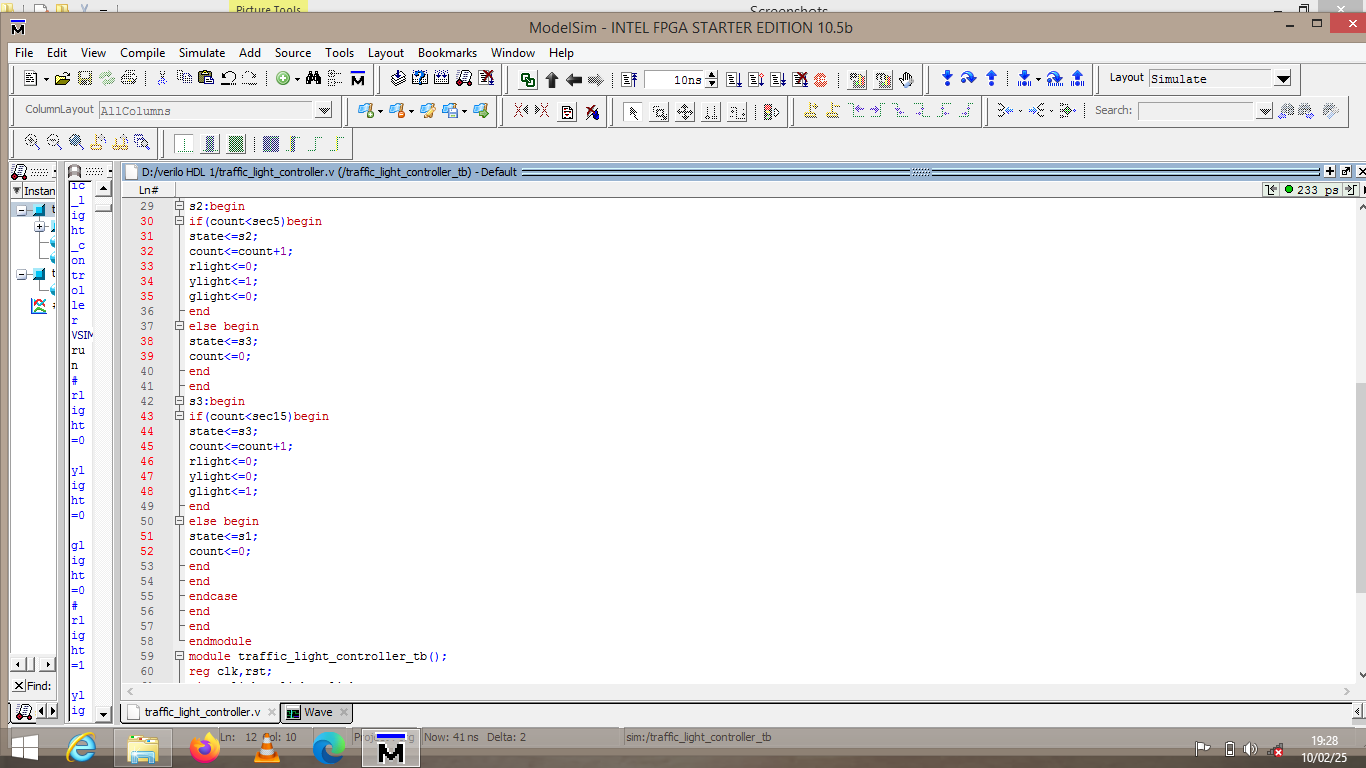 Picture Tools
Screenshots
ModelSim - INTEL FPGA STARTER EDITION 10.5b
File Edit View Compile Simulate Add Source Tools Layout Bookmarks Window Help
10ns
Layout Simulate
ColumnLayout AllColumns
Search:
D:/verilo HDL 1/traffic_light_controller.v (/traffic_light_controller_tb) - Default
Instan
Ln#
233 ps
29 s2:begin
30 if(count<sec5)begin
31 state<=s2;
32 count<=count+1;
33 rlight<=0;
34 ylight<=1;
35 glight<=0;
36 end
37 else begin
38 state<=s3;
39 count<=0;
40 end
41 end
42 s3:begin
43 if(count<sec15)begin
44 state<=s3;
45 count<=count+1;
46 rlight<=0;
47 ylight<=0;
48 glight<=1;
49 end
50 else begin
51 state<=s1;
52 count<=0;
53 end
54 end
55 endcase
56 end
57 end
58 endmodule
59 module traffic_light_controller_tb();
60 reg clk,rst;
ic
_l
ig
ht
_c
on
tr
ol
le
r
VSIM
ru
n
#
rl
ig
ht
=0
yl
ig
ht
=0
gl
ig
ht
=0
#
rl
ig
ht
=1
yl
ig
Find:
traffic_light_controller.v
Wave
Ln: 12 Col: 10
Now: 41 ns Delta: 2
sim:/traffic_light_controller_tb
19:28
10/02/25